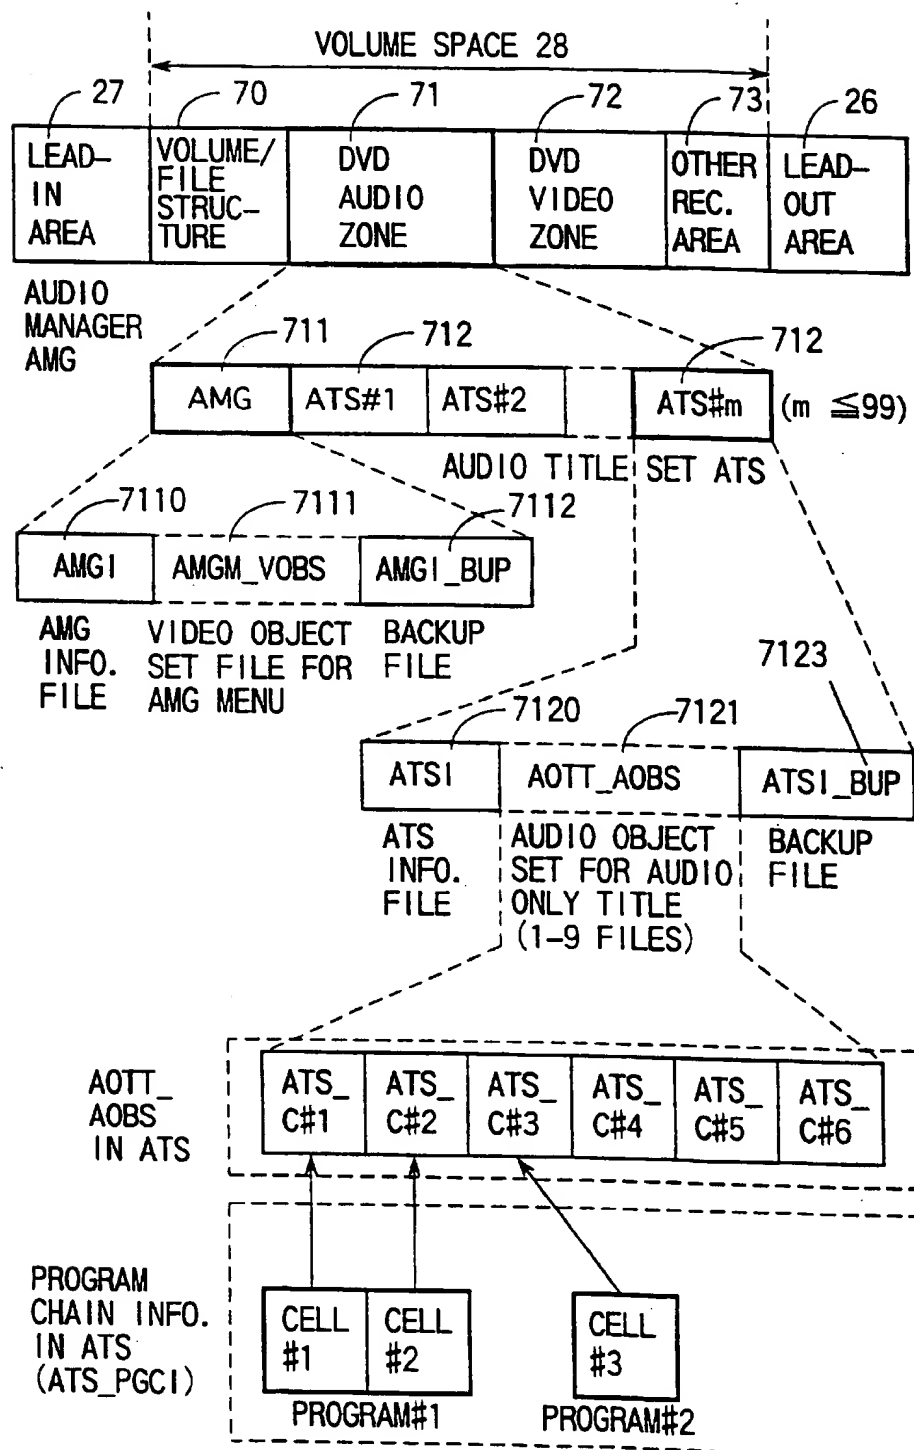 VOLUME SPACE 28
27 70 71 72 73 26
LEAD-
IN
AREA
VOLUME/
FILE
STRUC-
TURE
DVD
AUDIO
ZONE
DVD
VIDEO
ZONE
OTHER
REC.
AREA
LEAD-
OUT
AREA
AUDIO
MANAGER
AMG
711 712 712
AMG ATS#1 ATS#2 ATS#m (m ≦99)
AUDIO TITLE SET ATS
7110 7111 7112
AMGI AMGM_VOBS AMGI_BUP
AMG
INFO.
FILE
VIDEO OBJECT
SET FILE FOR
AMG MENU
BACKUP
FILE
7120 7121 7123
ATSI AOTT_AOBS ATSI_BUP
ATS
INFO.
FILE
AUDIO OBJECT
SET FOR AUDIO
ONLY TITLE
(1-9 FILES)
BACKUP
FILE
AOTT_
AOBS
IN ATS
ATS_
C#1
ATS_
C#2
ATS_
C#3
ATS_
C#4
ATS_
C#5
ATS_
C#6
PROGRAM
CHAIN INFO.
IN ATS
(ATS_PGCI)
CELL
#1
CELL
#2
CELL
#3
PROGRAM#1 PROGRAM#2